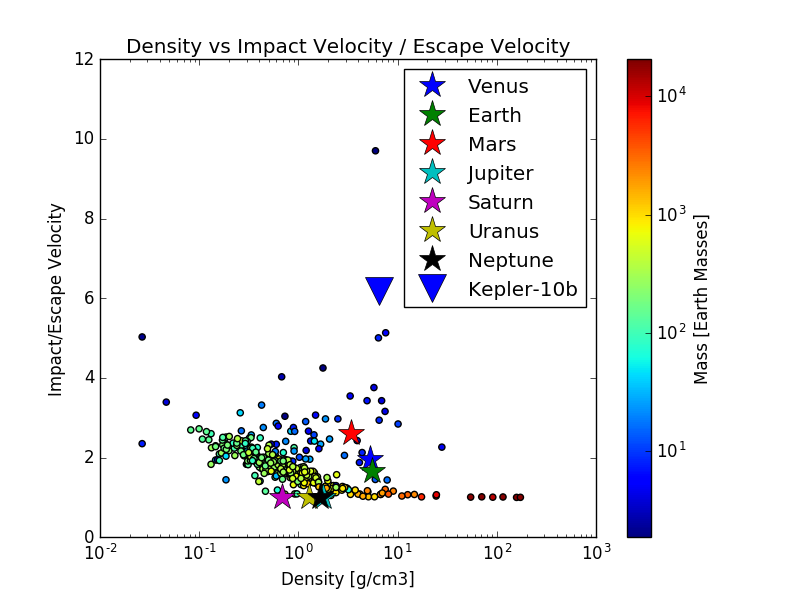 Density vs Impact Velocity / Escape Velocity
12
10
8
6
4
2
0
Impact/Escape Velocity
10^-2
10^-1
10^0
10^1
10^2
10^3
Density [g/cm3]
Venus
Earth
Mars
Jupiter
Saturn
Uranus
Neptune
Kepler-10b
10^4
10^3
10^2
10^1
Mass [Earth Masses]